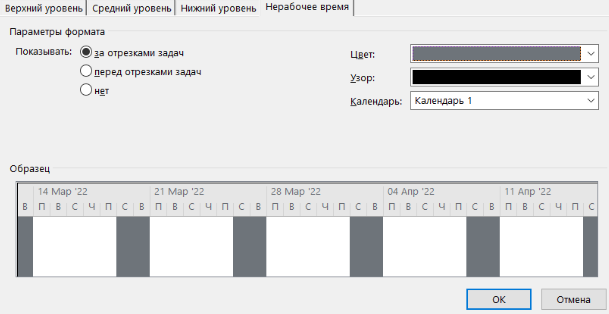 Верхний уровень Средний уровень Нижний уровень Нерабочее время
Параметры формата
Показывать: за отрезками задач Цвет:
перед отрезками задач Узор:
нет Календарь: Календарь 1
Образец
14 Мар '22 21 Мар '22 28 Мар '22 04 Апр '22 11 Апр '22
В П В С Ч П С В П В С Ч П С В П В С Ч П С В П В С Ч П С В П В С Ч П С
ОК Отмена